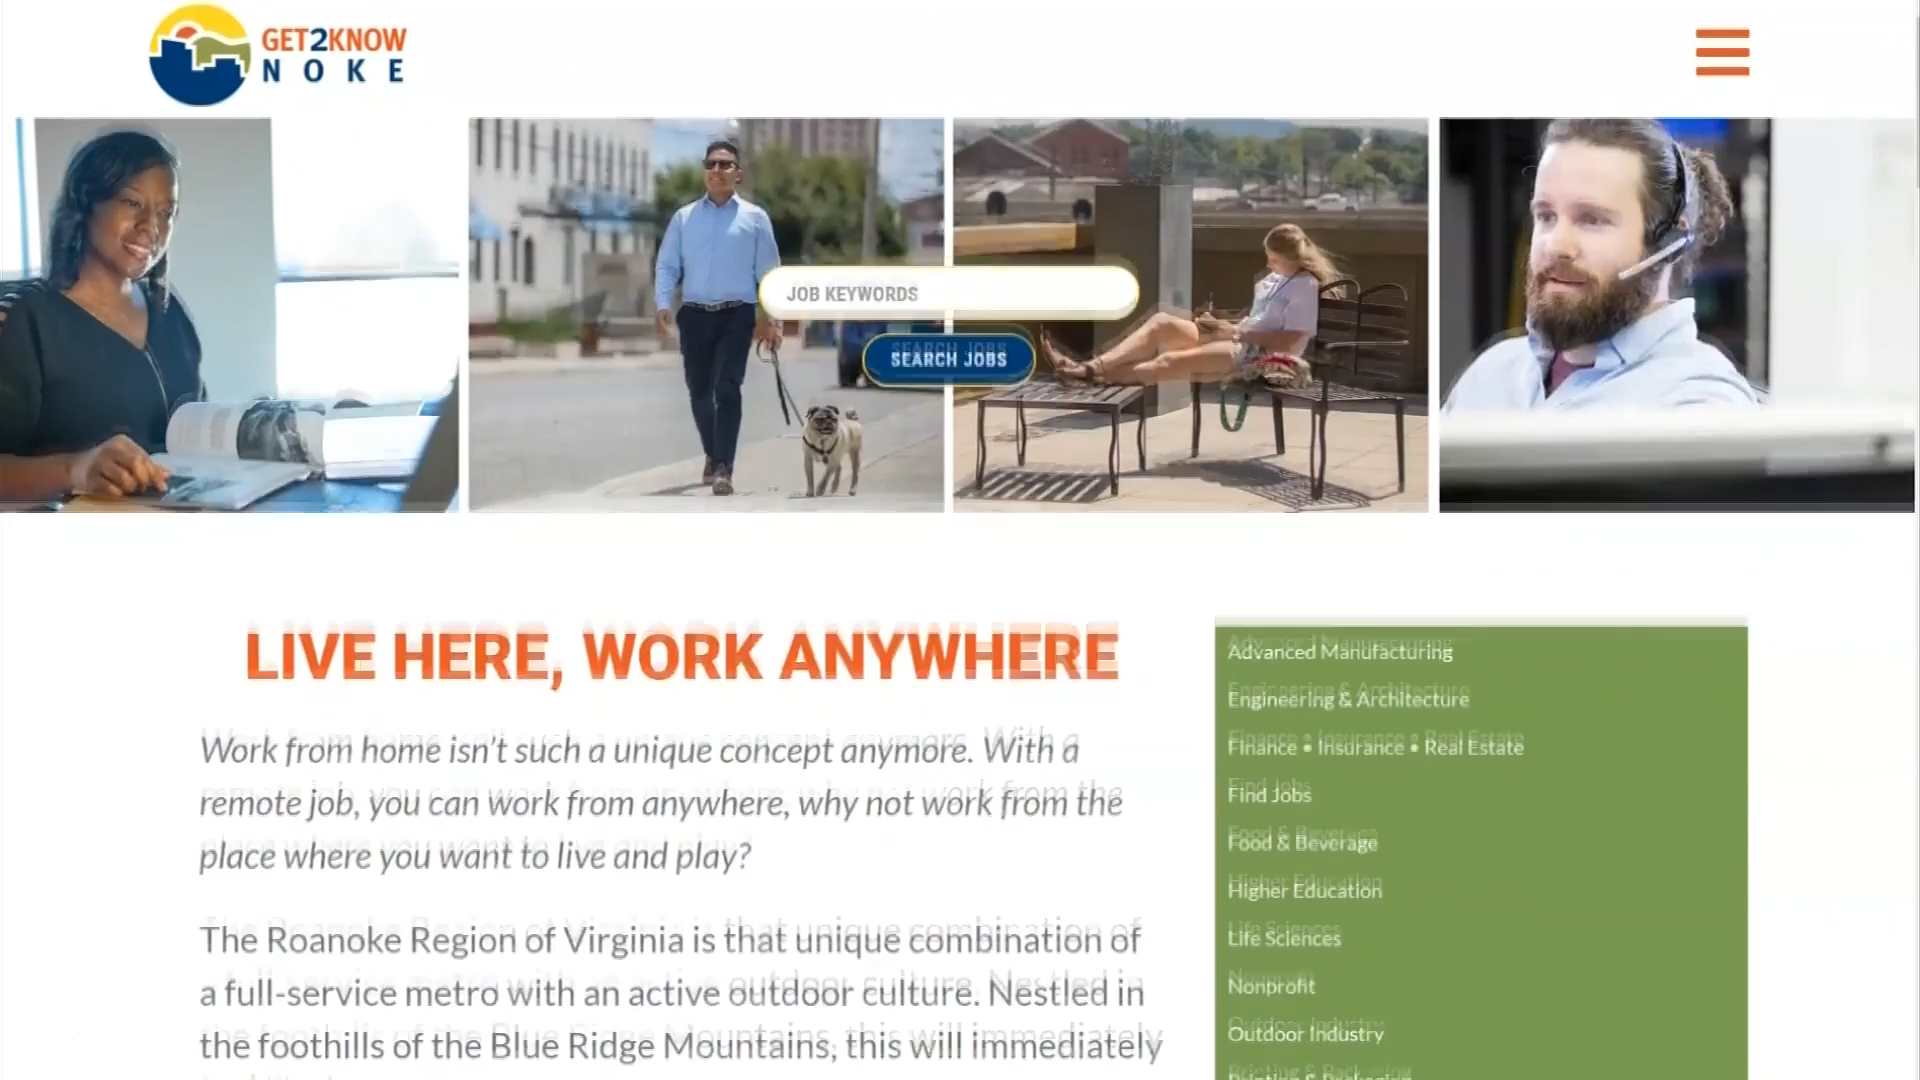 GET2KNOW
NOKE
JOB KEYWORDS
SEARCH JOBS
LIVE HERE, WORK ANYWHERE
Work from home isn't such a unique concept anymore. With a
remote job, you can work from anywhere, why not work from the
place where you want to live and play?
The Roanoke Region of Virginia is that unique combination of
a full-service metro with an active outdoor culture. Nestled in
the foothills of the Blue Ridge Mountains, this will immediately
Advanced Manufacturing
Engineering & Architecture
Finance • Insurance • Real Estate
Find Jobs
Food & Beverage
Higher Education
Life Sciences
Nonprofit
Outdoor Industry
Printing & Packaging